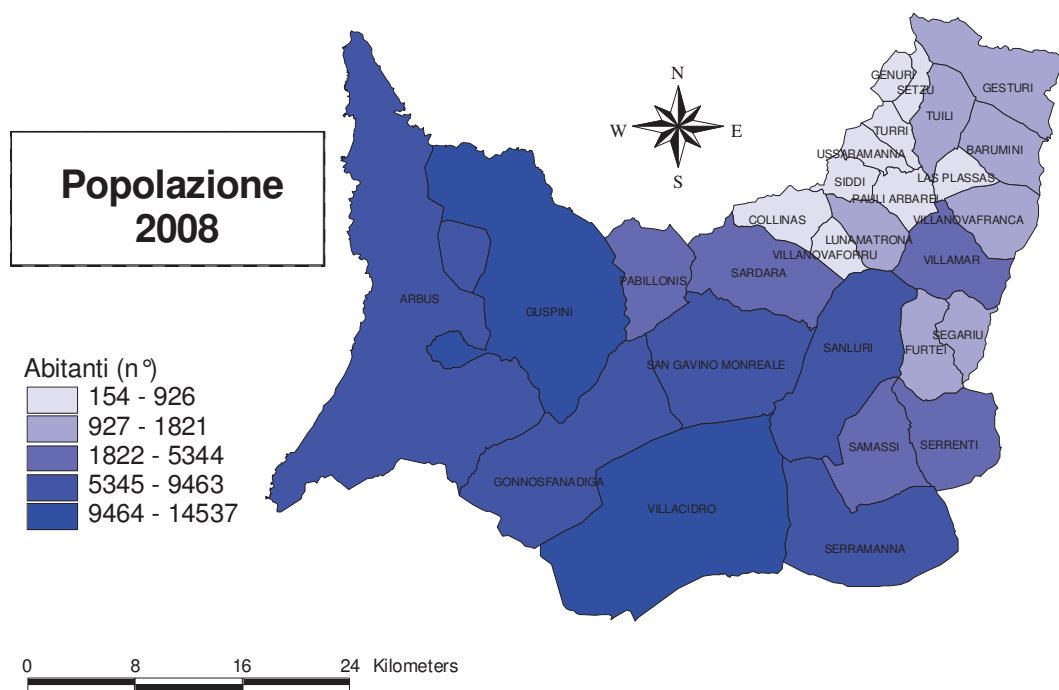 Popolazione
2008
N
W E
S
Abitanti (n°)
154 - 926
927 - 1821
1822 - 5344
5345 - 9463
9464 - 14537
GENURI
SETZU
GESTURI
TUILI
TURRI
BARUMINI
USSARAMANNA
LAS PLASSAS
SIDDI
PAULI ARBAREI
COLLINAS
VILLANOVAFRANCA
LUNAMATRONA
VILLANOVAFORRU
VILLAMAR
SARDARA
PABILLONIS
ARBUS
GUSPINI
SEGARIU
SANLURI
FURTEI
SAN GAVINO MONREALE
SAMASSI
SERRENTI
GONNOSFANADIGA
VILLACIDRO
SERRAMANNA
0 8 16 24 Kilometers